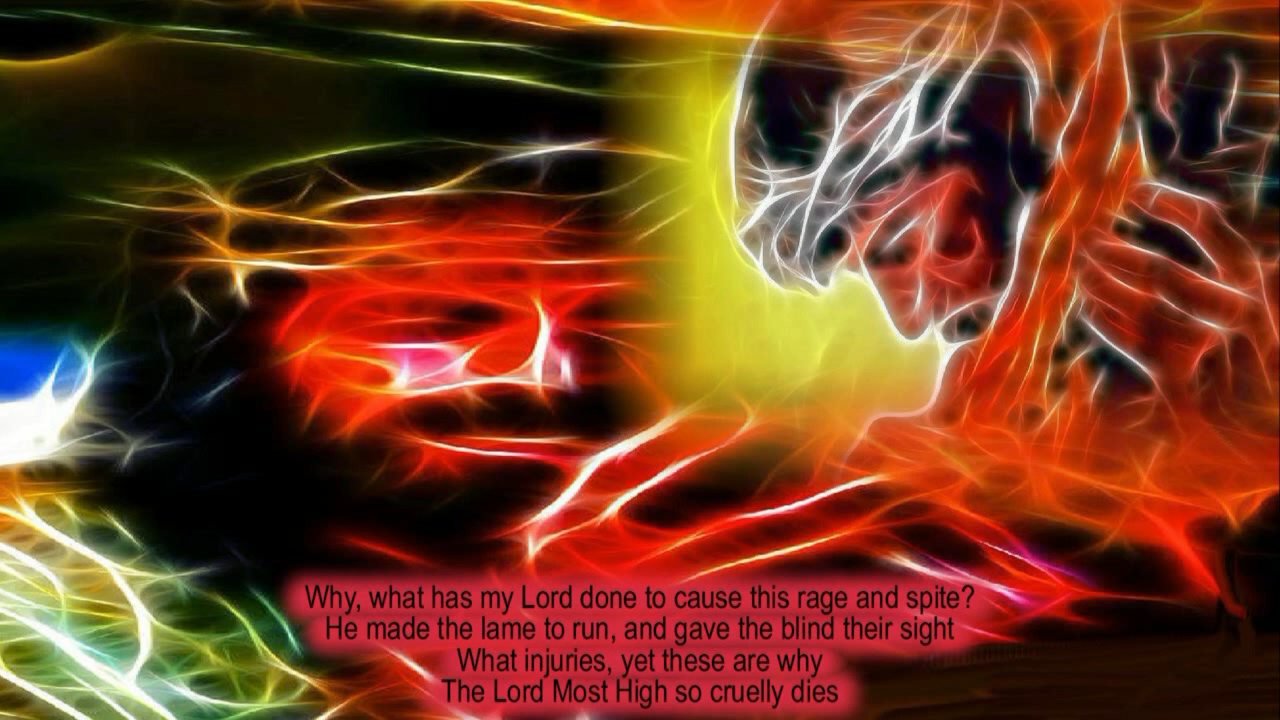 Why, what has my Lord done to cause this rage and spite?
He made the lame to run, and gave the blind their sight
What injuries, yet these are why
The Lord Most High so cruelly dies